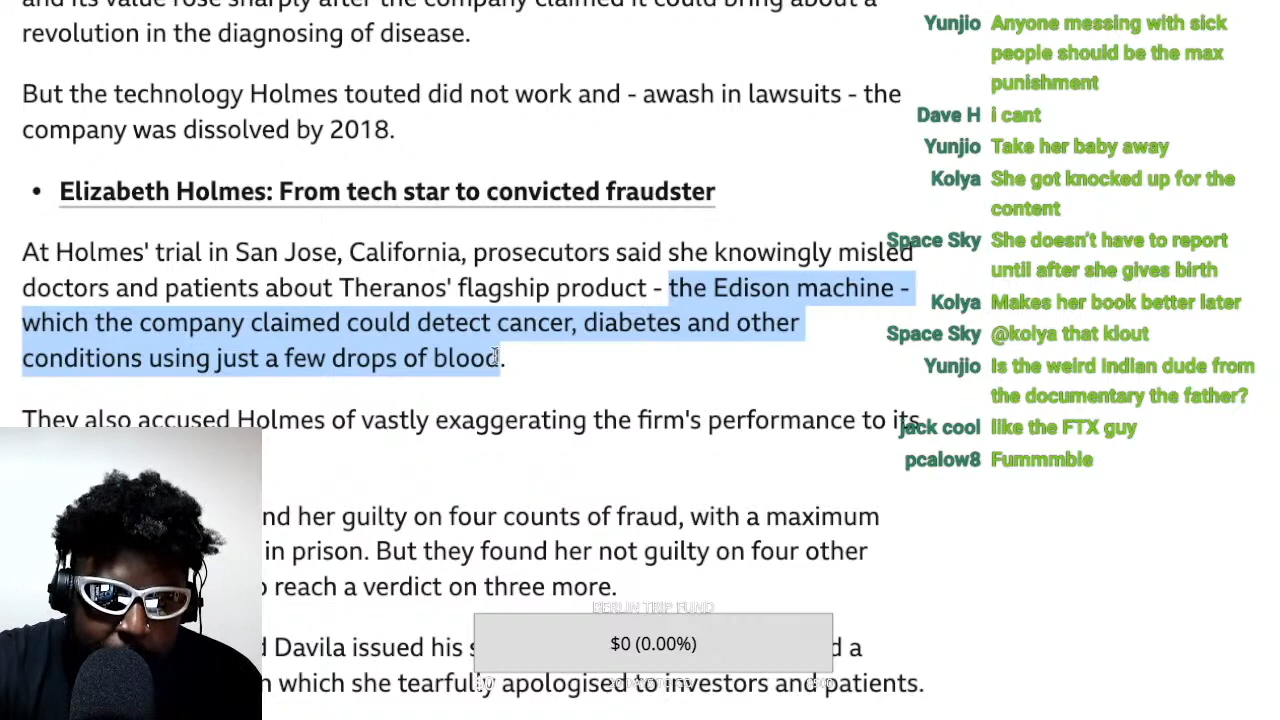 and its value rose sharply after the company claimed it could bring about a
revolution in the diagnosing of disease.
But the technology Holmes touted did not work and - awash in lawsuits - the
company was dissolved by 2018.
• Elizabeth Holmes: From tech star to convicted fraudster
At Holmes' trial in San Jose, California, prosecutors said she knowingly misled
doctors and patients about Theranos' flagship product - the Edison machine -
which the company claimed could detect cancer, diabetes and other
conditions using just a few drops of blood.
They also accused Holmes of vastly exaggerating the firm's performance to its
her guilty on four counts of fraud, with a maximum
in prison. But they found her not guilty on four other
reach a verdict on three more.
Davila issued his
which she tearfully apologised to investors and patients.
BERLIN TRIP FUND
$0 (0.00%)
Yunjio Anyone messing with sick
people should be the max
punishment
Dave H i cant
Yunjio Take her baby away
Kolya She got knocked up for the
content
Space Sky She doesn't have to report
until after she gives birth
Kolya Makes her book better later
Space Sky @kolya that klout
Yunjio Is the weird Indian dude from
the documentary the father?
jack cool like the FTX guy
pcalow8 Fummmble